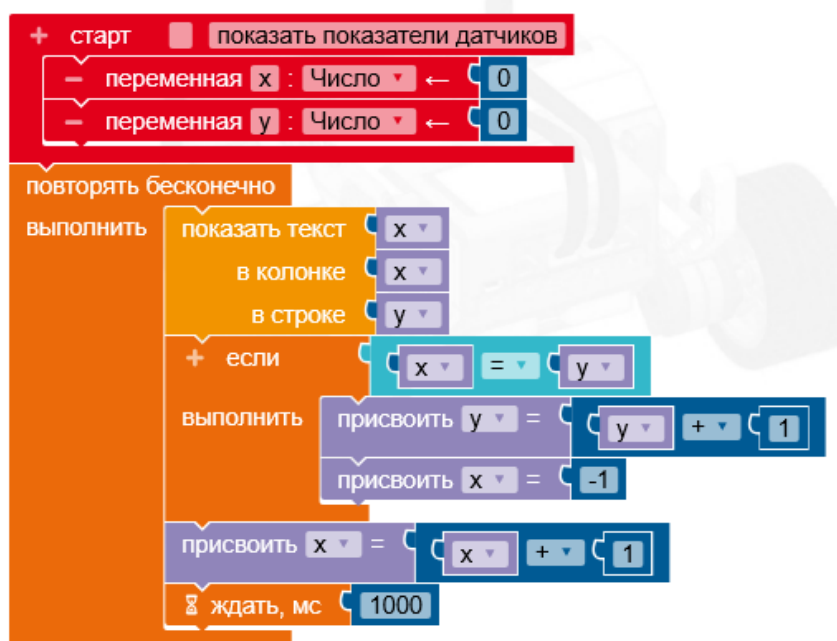 + старт показать показатели датчиков
– переменная x : Число ← 0
– переменная y : Число ← 0
повторять бесконечно
выполнить показать текст x
в колонке x
в строке y
+ если x = y
выполнить присвоить y = y + 1
присвоить x = -1
присвоить x = x + 1
ждать, мс 1000